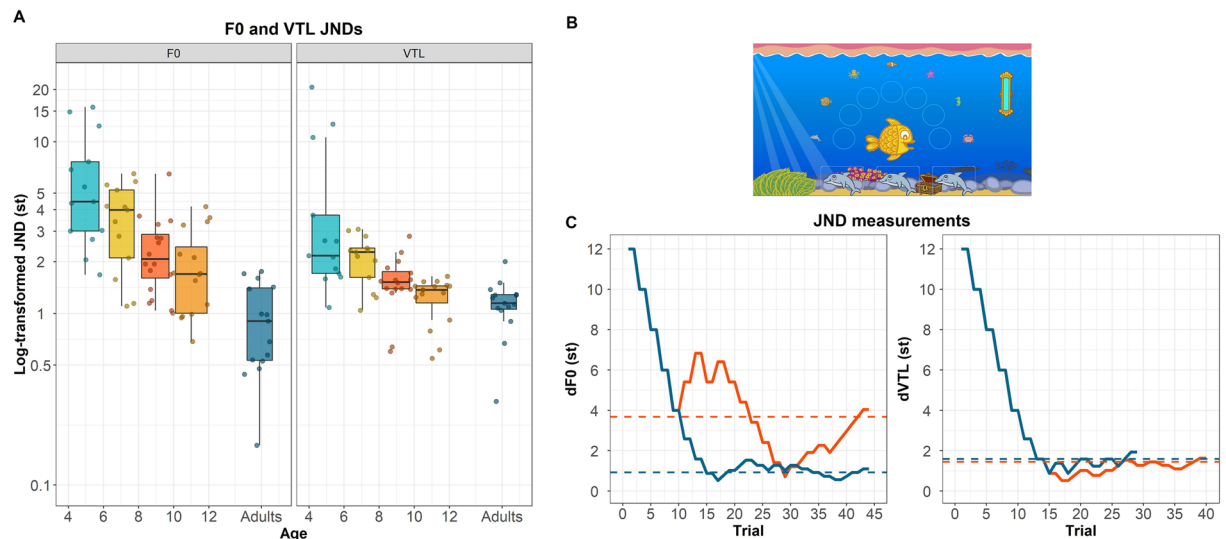 A
F0 and VTL JNDs
F0
VTL
Log-transformed JND (st)
20
15
10
5
4
3
2
1
0.5
0.1
4 6 8 10 12 Adults
4 6 8 10 12 Adults
Age
B
C
JND measurements
dF0 (st)
12
10
8
6
4
2
0
0 5 10 15 20 25 30 35 40 45
Trial
dVTL (st)
12
10
8
6
4
2
0
0 5 10 15 20 25 30 35 40
Trial